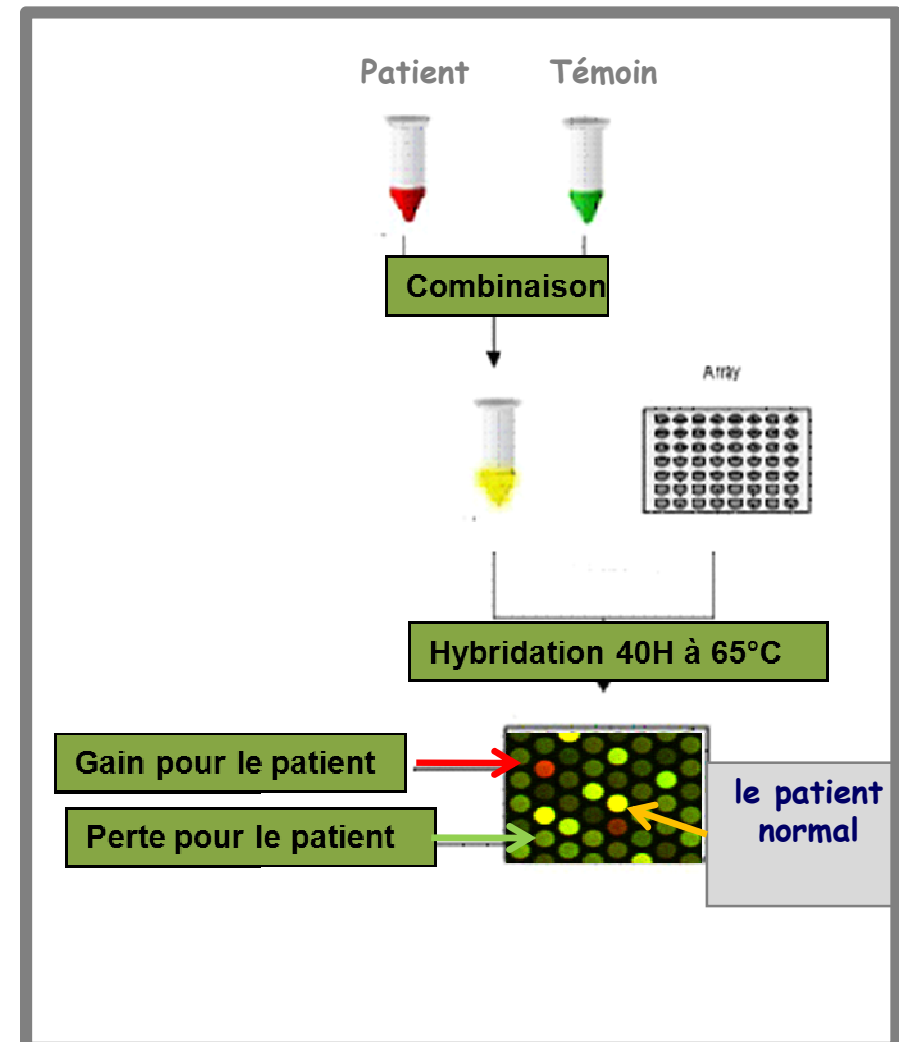 Patient Témoin
Combinaison
Array
Hybridation 40H à 65°C
Gain pour le patient
Perte pour le patient
le patient
normal